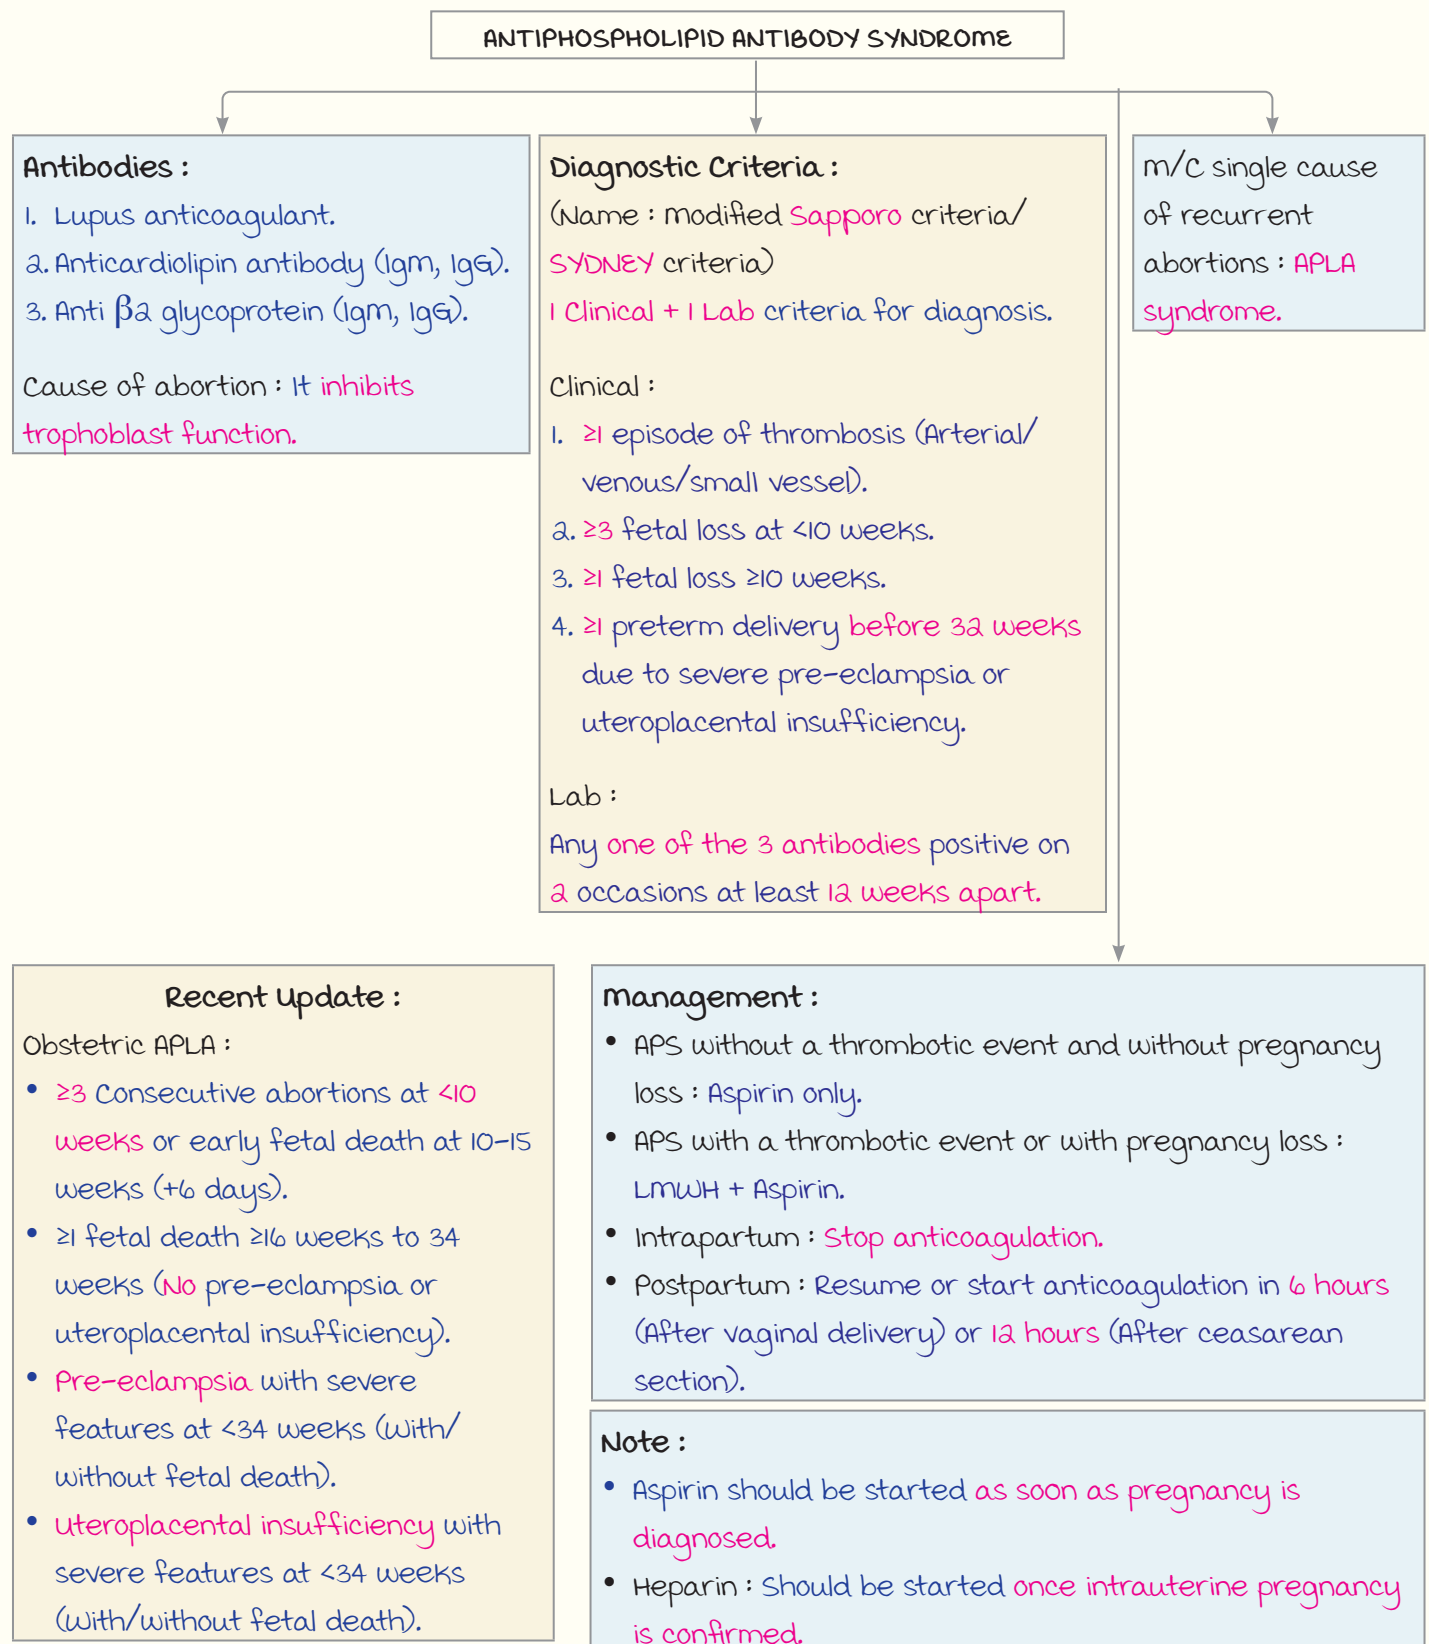 ANTIPHOSPHOLIPID ANTIBODY SYNDROME
Antibodies :
1. Lupus anticoagulant.
2. Anticardiolipin antibody (IgM, IgG).
3. Anti β2 glycoprotein (IgM, IgG).
Cause of abortion : It inhibits
trophoblast function.
Diagnostic Criteria :
(Name : Modified Sapporo criteria/
SYDNEY criteria)
1 Clinical + 1 Lab criteria for diagnosis.
Clinical :
1. ≥1 episode of thrombosis (Arterial/
venous/small vessel).
2. ≥3 fetal loss at <10 weeks.
3. ≥1 fetal loss ≥10 weeks.
4. ≥1 preterm delivery before 32 weeks
due to severe pre-eclampsia or
uteroplacental insufficiency.
Lab :
Any one of the 3 antibodies positive on
2 occasions at least 12 weeks apart.
M/C single cause
of recurrent
abortions : APLA
syndrome.
Recent Update :
Obstetric APLA :
• ≥3 Consecutive abortions at <10
weeks or early fetal death at 10-15
weeks (+6 days).
• ≥1 fetal death ≥16 weeks to 34
weeks (No pre-eclampsia or
uteroplacental insufficiency).
• Pre-eclampsia with severe
features at <34 weeks (With/
without fetal death).
• Uteroplacental insufficiency with
severe features at <34 weeks
(With/without fetal death).
Management :
• APS without a thrombotic event and without pregnancy
loss : Aspirin only.
• APS with a thrombotic event or with pregnancy loss :
LMWH + Aspirin.
• Intrapartum : Stop anticoagulation.
• Postpartum : Resume or start anticoagulation in 6 hours
(After vaginal delivery) or 12 hours (After ceasarean
section).
Note :
• Aspirin should be started as soon as pregnancy is
diagnosed.
• Heparin : Should be started once intrauterine pregnancy
is confirmed.